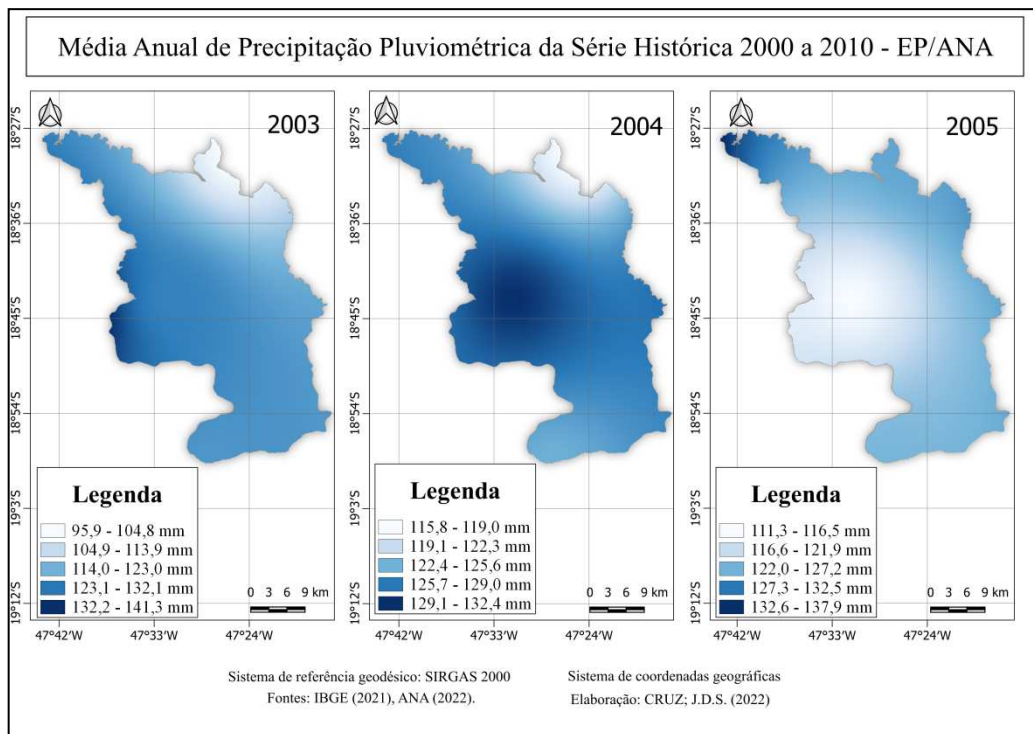 Média Anual de Precipitação Pluviométrica da Série Histórica 2000 a 2010 - EP/ANA
2003
18°27'S
18°36'S
18°45'S
18°54'S
19°3'S
19°12'S
Legenda
95,9 - 104,8 mm
104,9 - 113,9 mm
114,0 - 123,0 mm
123,1 - 132,1 mm
132,2 - 141,3 mm
0 3 6 9 km
47°42'W 47°33'W 47°24'W
2004
18°27'S
18°36'S
18°45'S
18°54'S
19°3'S
19°12'S
Legenda
115,8 - 119,0 mm
119,1 - 122,3 mm
122,4 - 125,6 mm
125,7 - 129,0 mm
129,1 - 132,4 mm
0 3 6 9 km
47°42'W 47°33'W 47°24'W
2005
18°27'S
18°36'S
18°45'S
18°54'S
19°3'S
19°12'S
Legenda
111,3 - 116,5 mm
116,6 - 121,9 mm
122,0 - 127,2 mm
127,3 - 132,5 mm
132,6 - 137,9 mm
0 3 6 9 km
47°42'W 47°33'W 47°24'W
Sistema de referência geodésico: SIRGAS 2000
Fontes: IBGE (2021), ANA (2022).
Sistema de coordenadas geográficas
Elaboração: CRUZ; J.D.S. (2022)